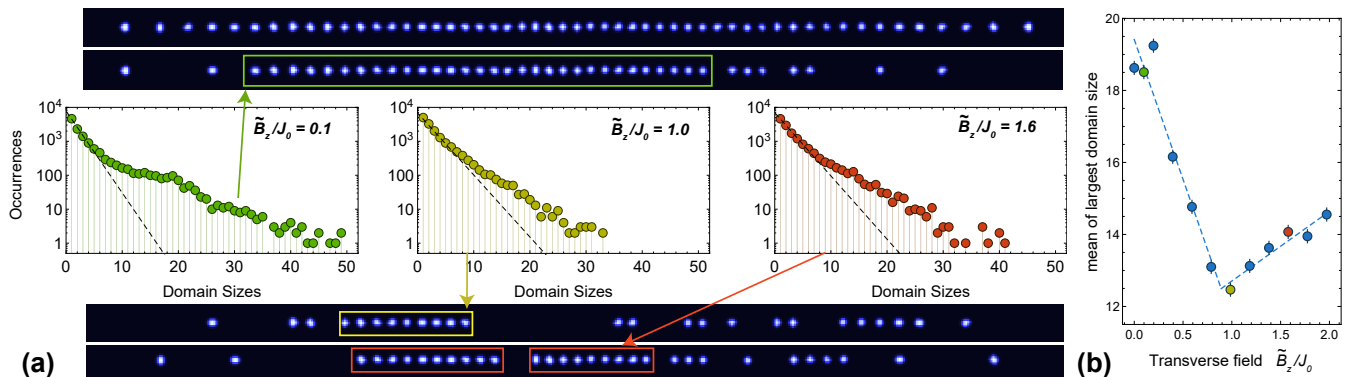 10⁴
10³
100
10
1
Occurrences
B̃z/J₀ = 0.1
0 10 20 30 40 50
Domain Sizes
10⁴
10³
100
10
1
B̃z/J₀ = 1.0
0 10 20 30 40 50
Domain Sizes
10⁴
10³
100
10
1
B̃z/J₀ = 1.6
0 10 20 30 40 50
Domain Sizes
(a)
20
18
16
14
12
mean of largest domain size
0.0 0.5 1.0 1.5 2.0
Transverse field B̃z/J₀
(b)